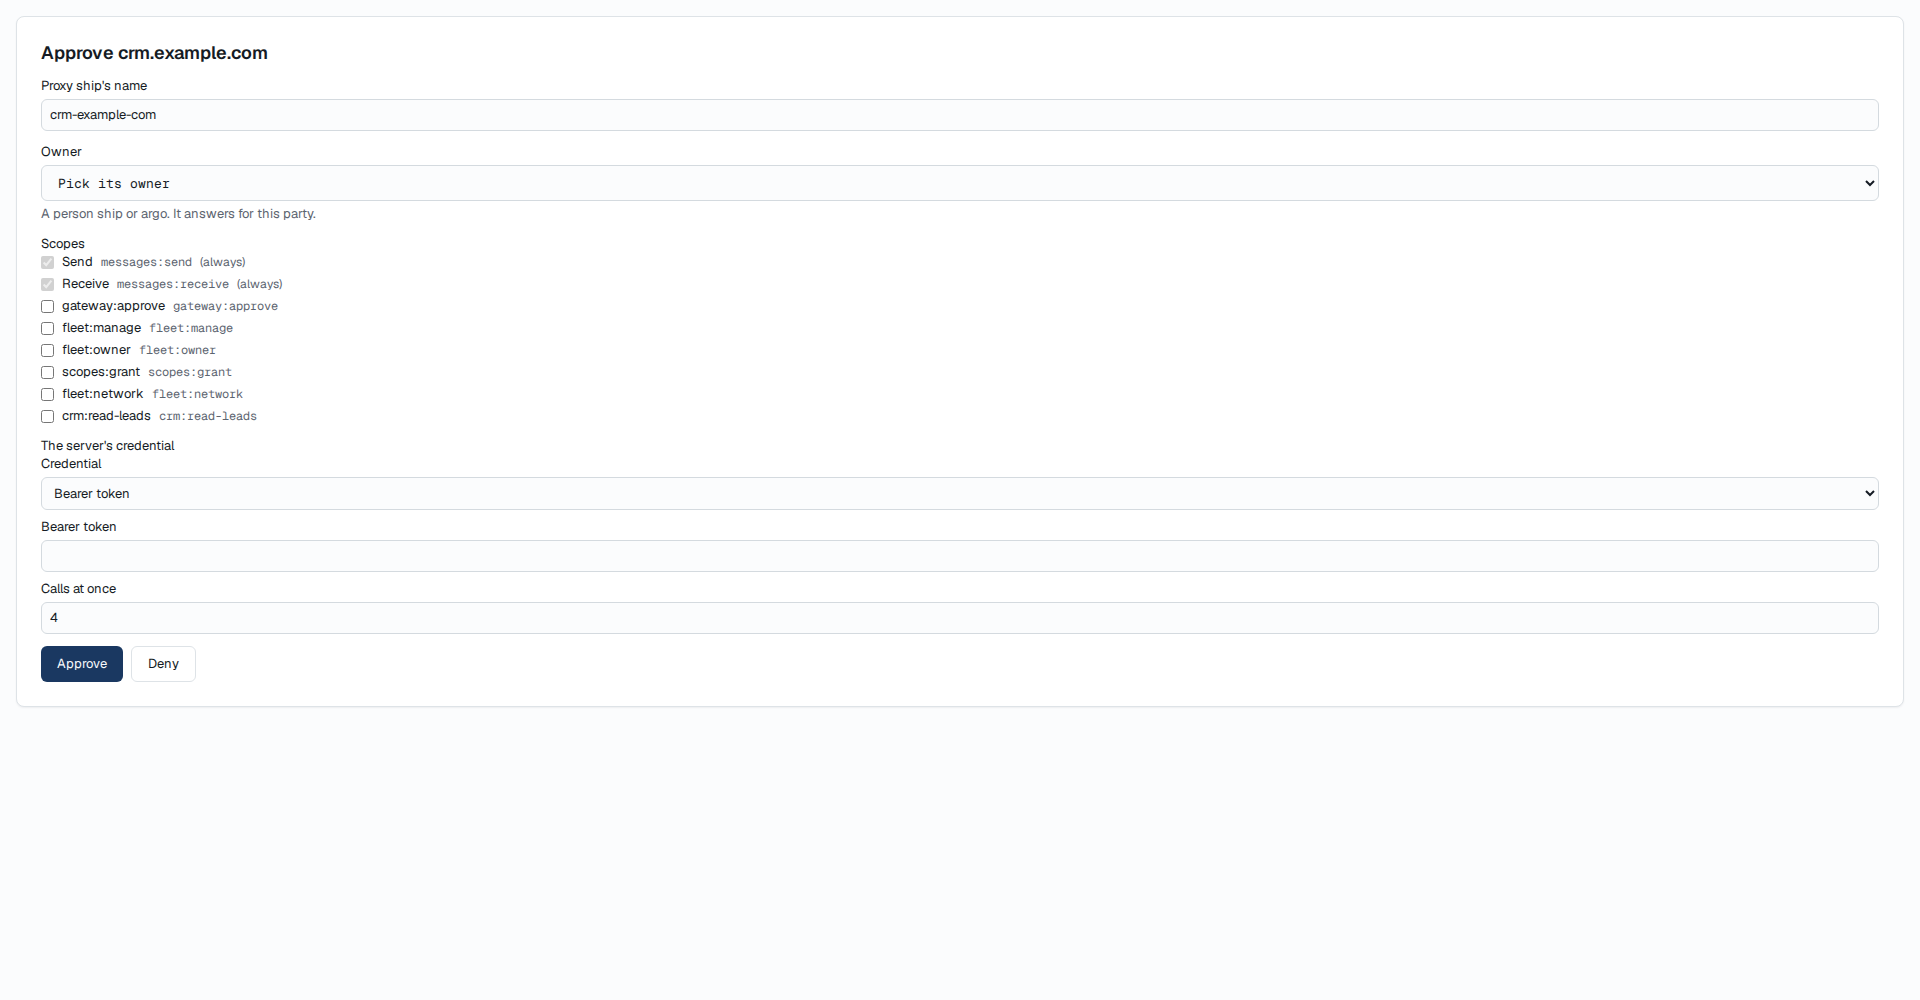 Approve crm.example.com
Proxy ship's name
crm-example-com
Owner
Pick its owner
A person ship or argo. It answers for this party.
Scopes
Send messages:send (always)
Receive messages:receive (always)
gateway:approve gateway:approve
fleet:manage fleet:manage
fleet:owner fleet:owner
scopes:grant scopes:grant
fleet:network fleet:network
crm:read-leads crm:read-leads
The server's credential
Credential
Bearer token
Bearer token
Calls at once
4
Approve Deny